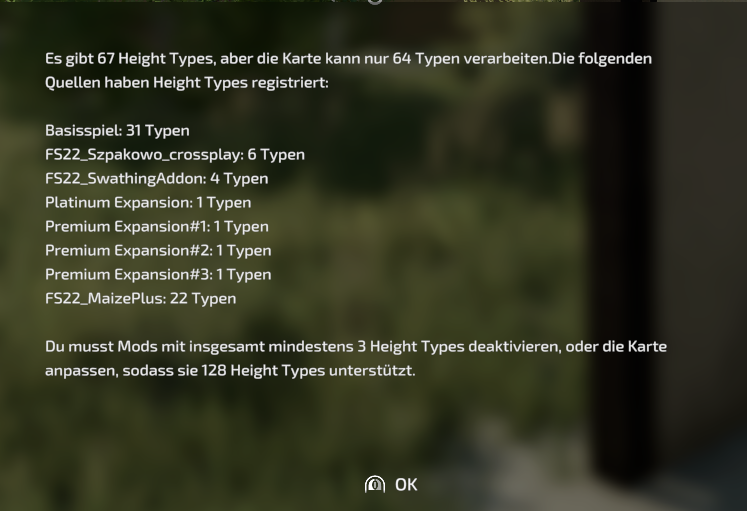 Es gibt 67 Height Types, aber die Karte kann nur 64 Typen verarbeiten.Die folgenden
Quellen haben Height Types registriert:
Basisspiel: 31 Typen
FS22_Szpakowo_crossplay: 6 Typen
FS22_SwathingAddon: 4 Typen
Platinum Expansion: 1 Typen
Premium Expansion#1: 1 Typen
Premium Expansion#2: 1 Typen
Premium Expansion#3: 1 Typen
FS22_MaizePlus: 22 Typen
Du musst Mods mit insgesamt mindestens 3 Height Types deaktivieren, oder die Karte
anpassen, sodass sie 128 Height Types unterstützt.
OK